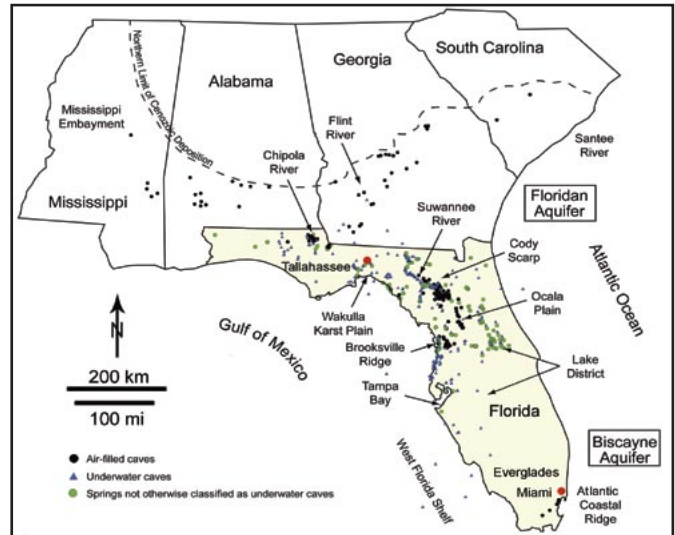 South Carolina
Georgia
Alabama
Northern Limit of Cenozoic Deposition
Mississippi
Embayment
Flint
River
Chipola
River
Santee
River
Mississippi
Suwannee
River
Floridan
Aquifer
Cody
Scarp
Tallahassee
Atlantic Ocean
Ocala
Plain
N
Wakulla
Karst Plain
Gulf of Mexico
Brooksville
Ridge
Lake
District
200 km
Tampa
Bay
100 mi
Florida
Biscayne
Aquifer
West Florida Shelf
Air-filled caves
Underwater caves
Springs not otherwise classified as underwater caves
Everglades
Miami
Atlantic
Coastal
Ridge